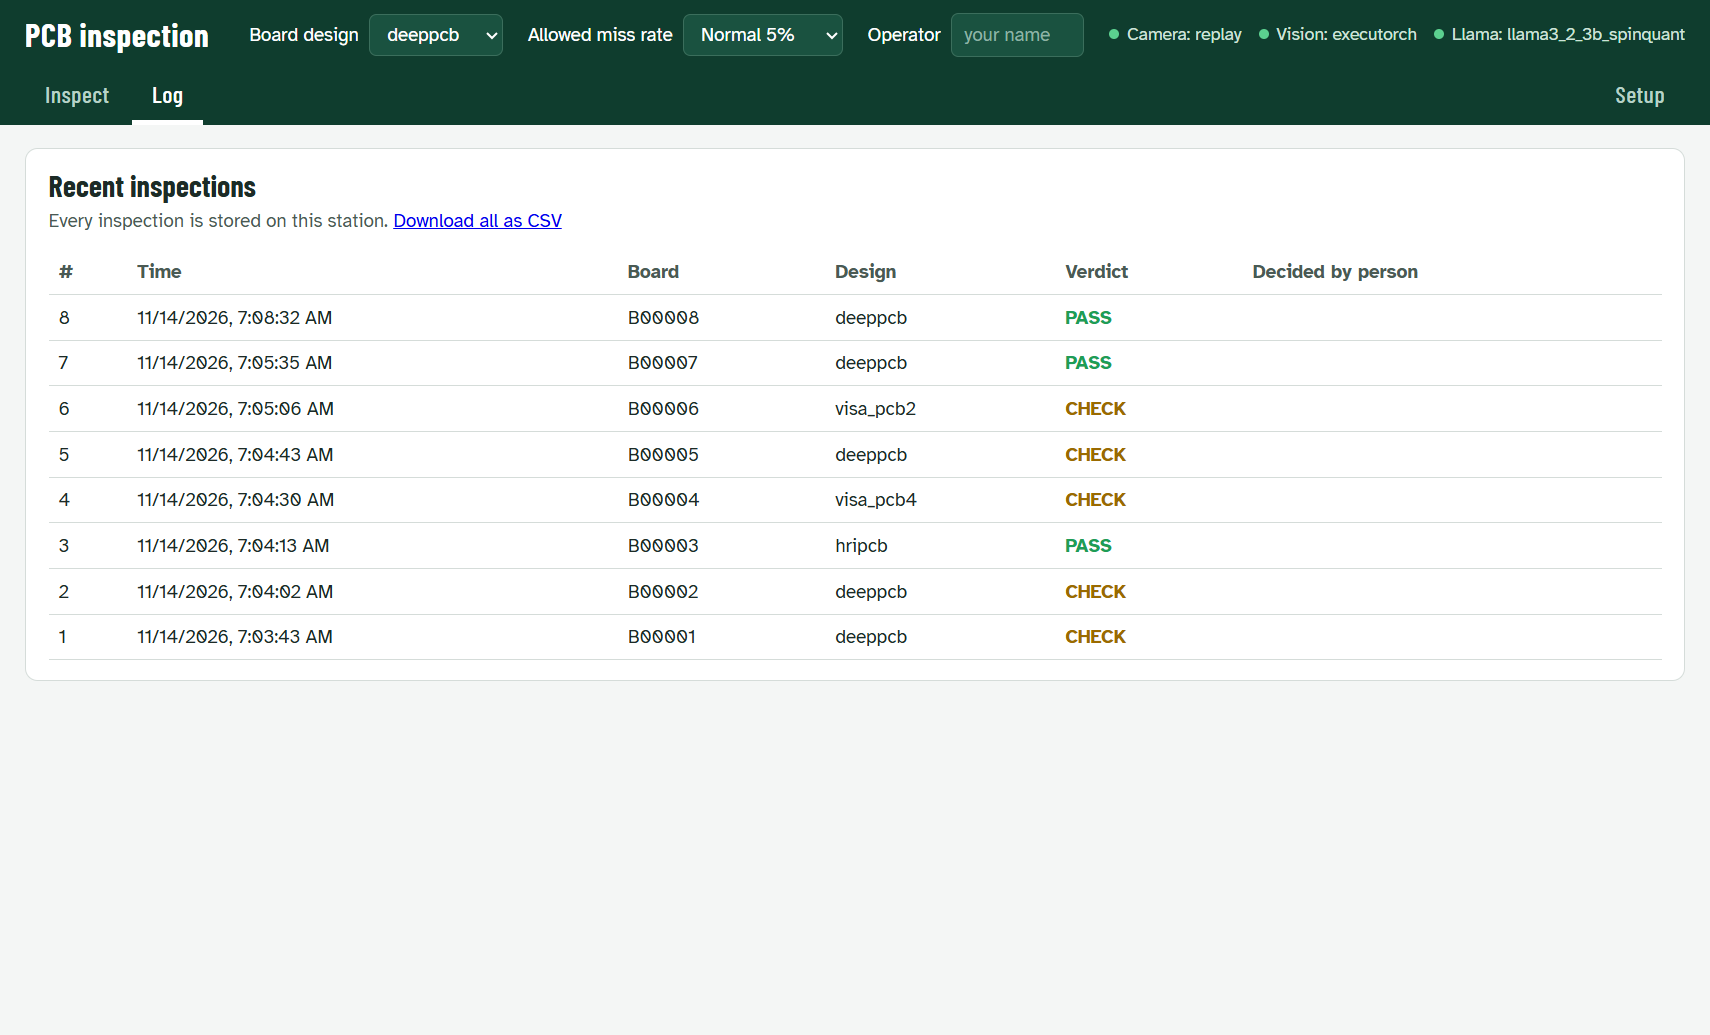 PCB inspection Board design deeppcb Allowed miss rate Normal 5% Operator your name Camera: replay Vision: executorch Llama: llama3_2_3b_spinquant
Inspect Log Setup
Recent inspections
Every inspection is stored on this station. Download all as CSV
# Time Board Design Verdict Decided by person
8 11/14/2026, 7:08:32 AM B00008 deeppcb PASS
7 11/14/2026, 7:05:35 AM B00007 deeppcb PASS
6 11/14/2026, 7:05:06 AM B00006 visa_pcb2 CHECK
5 11/14/2026, 7:04:43 AM B00005 deeppcb CHECK
4 11/14/2026, 7:04:30 AM B00004 visa_pcb4 CHECK
3 11/14/2026, 7:04:13 AM B00003 hripcb PASS
2 11/14/2026, 7:04:02 AM B00002 deeppcb CHECK
1 11/14/2026, 7:03:43 AM B00001 deeppcb CHECK